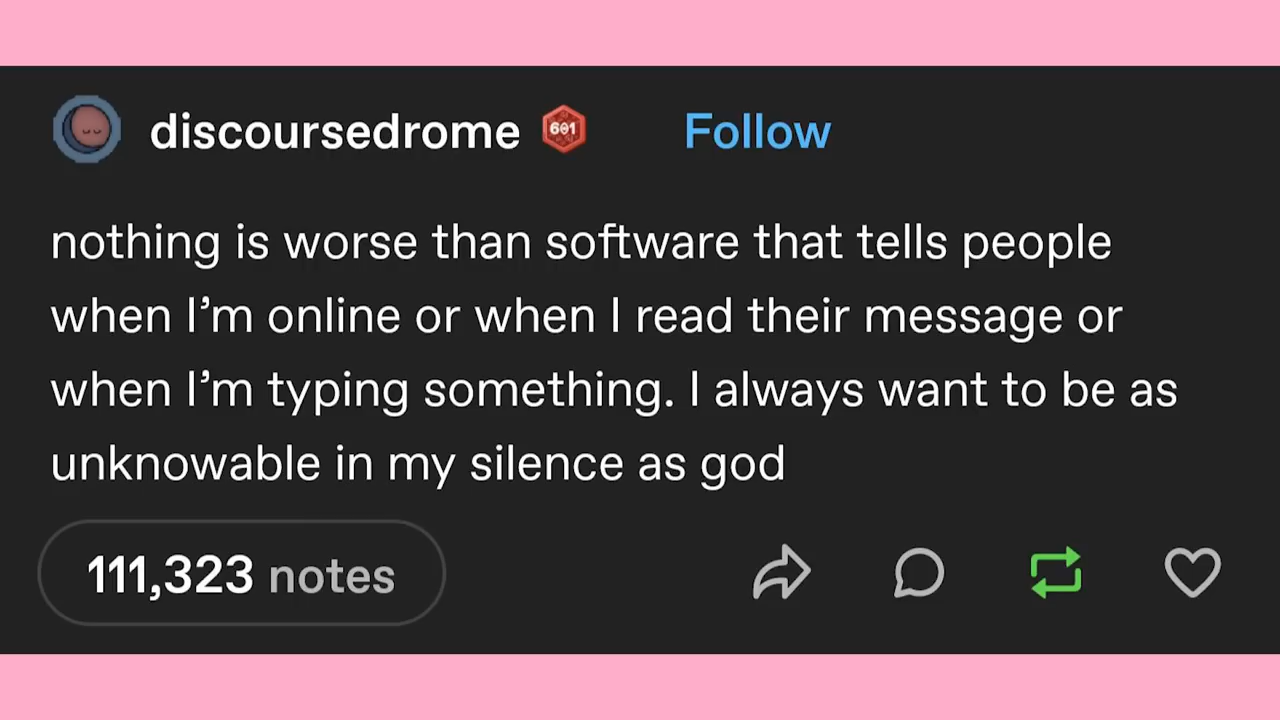 discoursedrome 601 Follow
nothing is worse than software that tells people
when I’m online or when I read their message or
when I’m typing something. I always want to be as
unknowable in my silence as god
111,323 notes